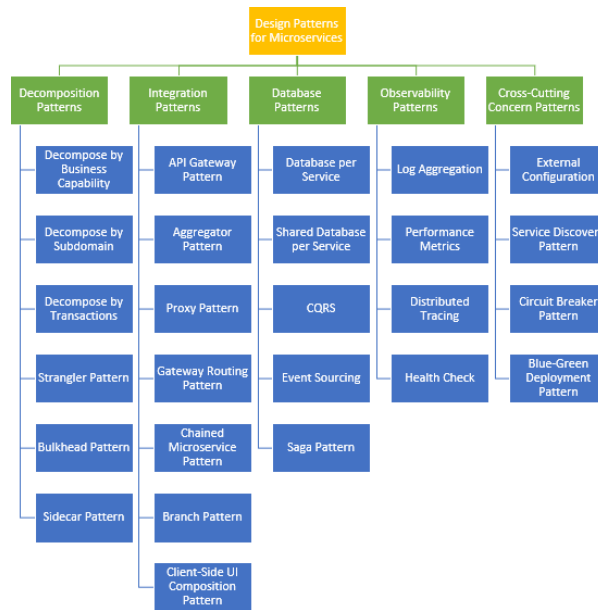 Design Patterns
for Microservices
Decomposition
Patterns
Integration
Patterns
Database
Patterns
Observability
Patterns
Cross-Cutting
Concern Patterns
Decompose by
Business
Capability
Decompose by
Subdomain
Decompose by
Transactions
Strangler Pattern
Bulkhead Pattern
Sidecar Pattern
API Gateway
Pattern
Aggregator
Pattern
Proxy Pattern
Gateway Routing
Pattern
Chained
Microservice
Pattern
Branch Pattern
Client-Side UI
Composition
Pattern
Database per
Service
Shared Database
per Service
CQRS
Event Sourcing
Saga Pattern
Log Aggregation
Performance
Metrics
Distributed
Tracing
Health Check
External
Configuration
Service Discovery
Pattern
Circuit Breaker
Pattern
Blue-Green
Deployment
Pattern